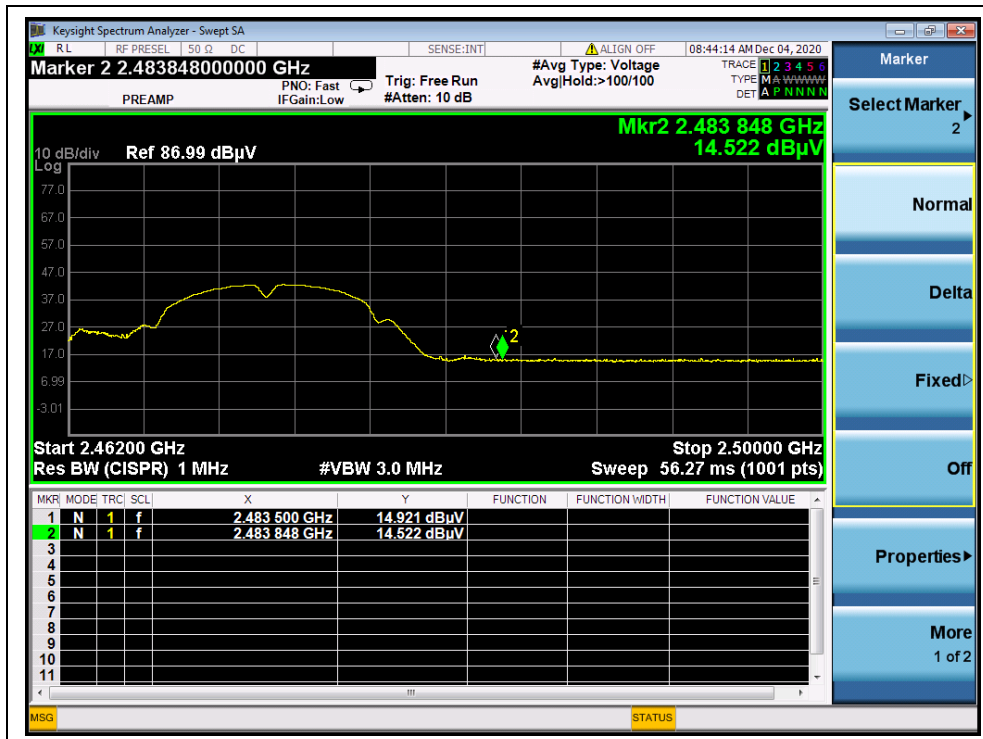 Keysight Spectrum Analyzer - Swept SA
LXI RL RF PRESEL 50 Ω DC SENSE:INT ALIGN OFF 08:44:14 AM Dec 04, 2020
Marker 2 2.483848000000 GHz
PREAMP
PNO: Fast
IFGain:Low
Trig: Free Run
#Atten: 10 dB
#Avg Type: Voltage
Avg|Hold:>100/100
TRACE 1 2 3 4 5 6
TYPE M A W W W W
DET A P N N N N
Mkr2 2.483 848 GHz
14.522 dBµV
10 dB/div Ref 86.99 dBµV
Log
77.0
67.0
57.0
47.0
37.0
27.0
17.0
6.99
-3.01
2
Start 2.46200 GHz Stop 2.50000 GHz
Res BW (CISPR) 1 MHz #VBW 3.0 MHz Sweep 56.27 ms (1001 pts)
MKR MODE TRC SCL X Y FUNCTION FUNCTION WIDTH FUNCTION VALUE
1 N 1 f 2.483 500 GHz 14.921 dBµV
2 N 1 f 2.483 848 GHz 14.522 dBµV
3
4
5
6
7
8
9
10
11
MSG STATUS
Marker
Select Marker
2
Normal
Delta
Fixed
Off
Properties
More
1 of 2